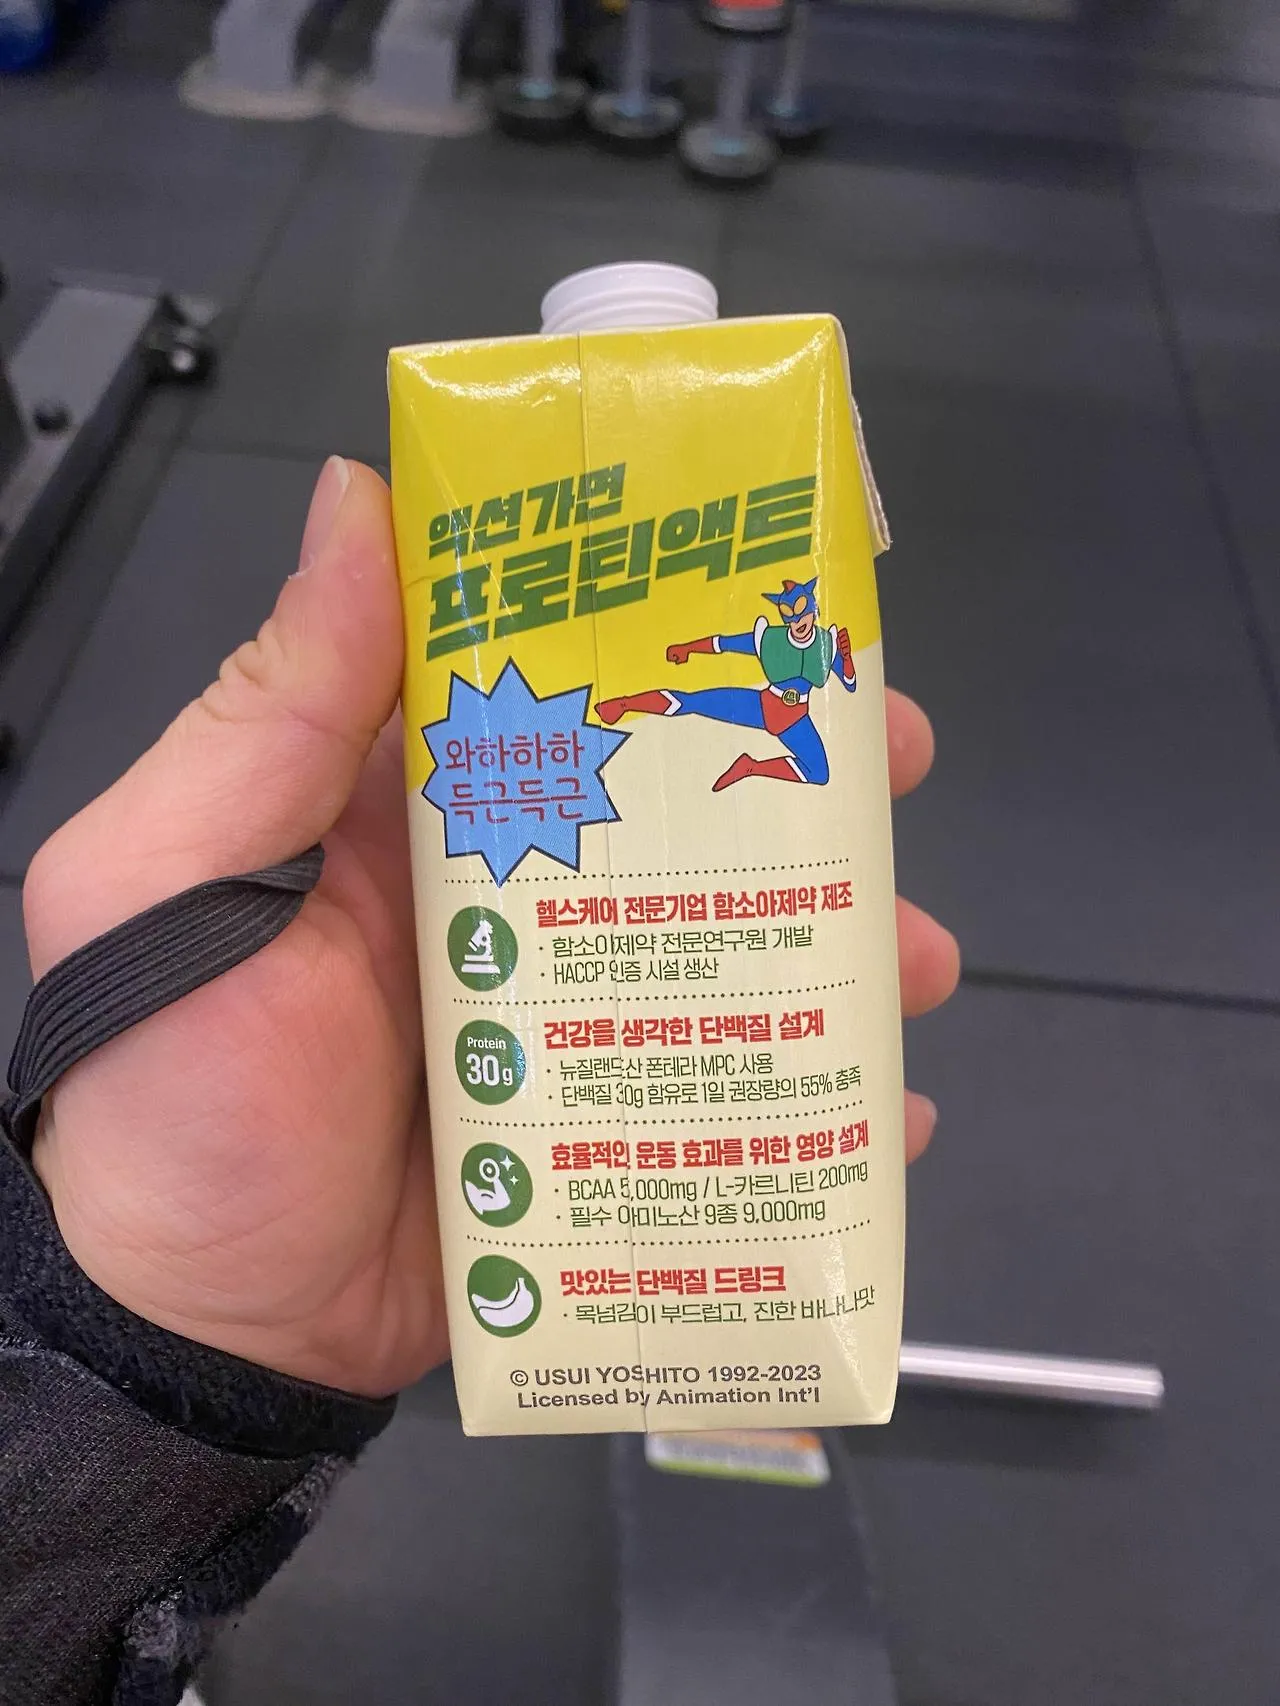 액션가면
프로틴액트
와하하하
득근득근
헬스케어 전문기업 함소아제약 제조
· 함소아제약 전문연구원 개발
· HACCP 인증 시설 생산
Protein
30g
건강을 생각한 단백질 설계
· 뉴질랜드산 폰테라 MPC 사용
· 단백질 30g 함유로 1일 권장량의 55% 충족
효율적인 운동 효과를 위한 영양 설계
· BCAA 5,000mg / L-카르니틴 200mg
· 필수 아미노산 9종 9,000mg
맛있는 단백질 드링크
· 목넘김이 부드럽고, 진한 바나나맛
© USUI YOSHITO 1992-2023
Licensed by Animation Int'l